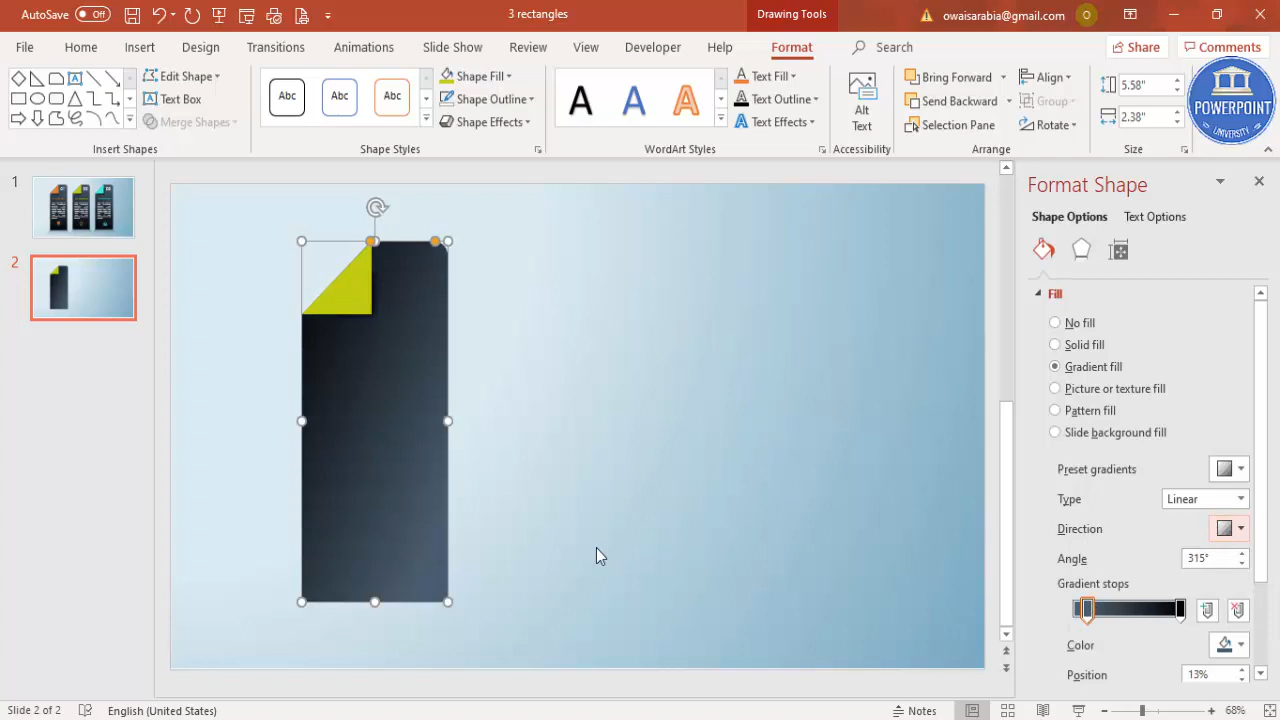 AutoSave Off 3 rectangles Drawing Tools owaisarabia@gmail.com O
File Home Insert Design Transitions Animations Slide Show Review View Developer Help Format Search Share Comments
Edit Shape
Text Box
Merge Shapes
Insert Shapes
Abc Abc Abc
Shape Fill
Shape Outline
Shape Effects
Shape Styles
A A A
Text Fill
Text Outline
Text Effects
WordArt Styles
Alt
Text
Accessibility
Bring Forward
Send Backward
Selection Pane
Align
Group
Rotate
Arrange
5.58"
2.38"
Size
POWERPOINT
UNIVERSITY
1
2
Format Shape
Shape Options Text Options
Fill
No fill
Solid fill
Gradient fill
Picture or texture fill
Pattern fill
Slide background fill
Preset gradients
Type Linear
Direction
Angle 315°
Gradient stops
Color
Position 13%
Slide 2 of 2 English (United States) Notes 68%